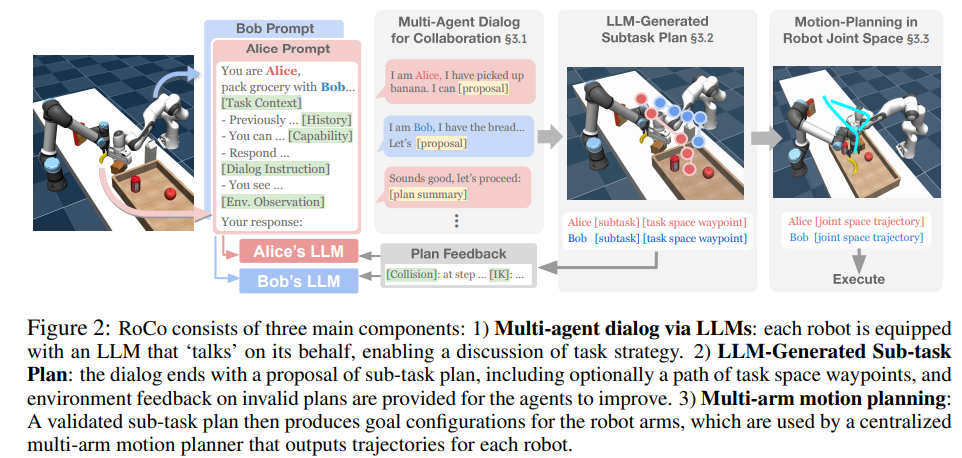 Bob Prompt
Alice Prompt
You are Alice,
pack grocery with Bob...
[Task Context]
- Previously ... [History]
- You can ... [Capability]
- Respond ...
[Dialog Instruction]
- You see ...
[Env. Observation]
Your response:
Alice's LLM
Bob's LLM
Multi-Agent Dialog
for Collaboration §3.1
I am Alice, I have picked up
banana. I can [proposal]
I am Bob, I have the bread...
Let's [proposal]
Sounds good, let's proceed:
[plan summary]
Plan Feedback
[Collision]: at step ... [IK]: ...
LLM-Generated
Subtask Plan §3.2
Alice [subtask] [task space waypoint]
Bob [subtask] [task space waypoint]
Motion-Planning in
Robot Joint Space §3.3
Alice [joint space trajectory]
Bob [joint space trajectory]
Execute
Figure 2: RoCo consists of three main components: 1) Multi-agent dialog via LLMs: each robot is equipped
with an LLM that ‘talks’ on its behalf, enabling a discussion of task strategy. 2) LLM-Generated Sub-task
Plan: the dialog ends with a proposal of sub-task plan, including optionally a path of task space waypoints, and
environment feedback on invalid plans are provided for the agents to improve. 3) Multi-arm motion planning:
A validated sub-task plan then produces goal configurations for the robot arms, which are used by a centralized
multi-arm motion planner that outputs trajectories for each robot.